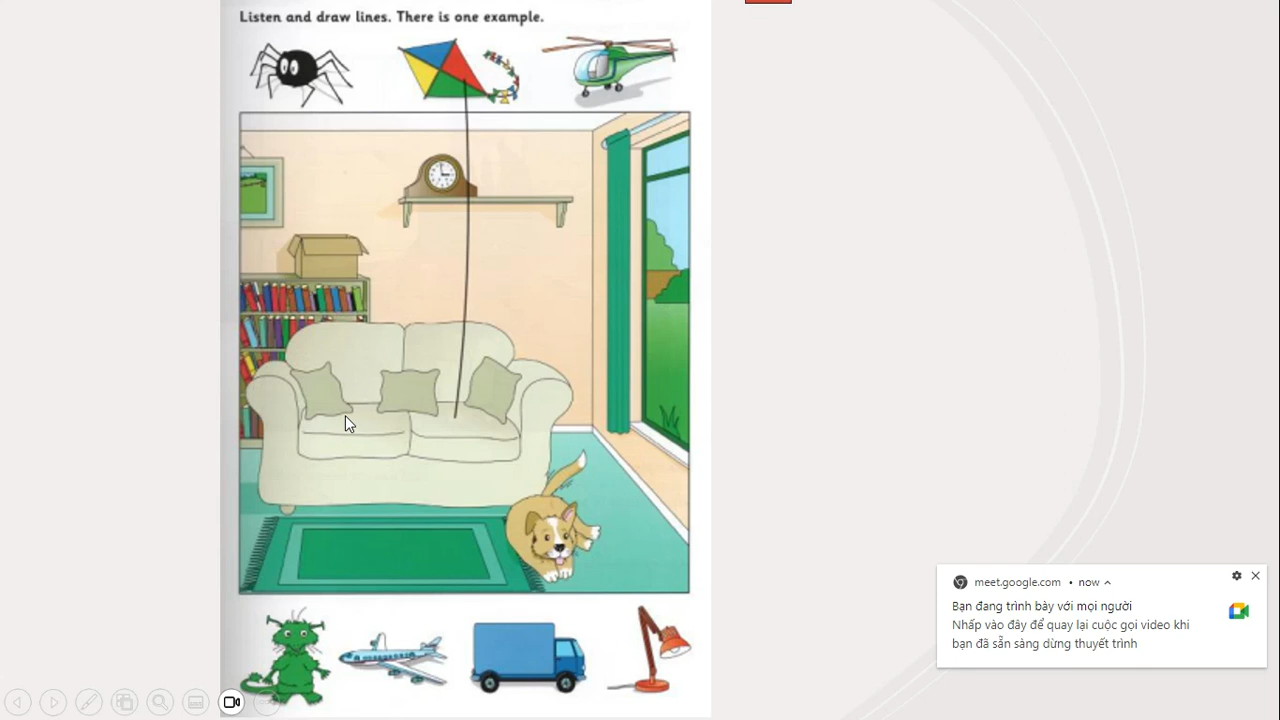 Listen and draw lines. There is one example.
meet.google.com • now
Bạn đang trình bày với mọi người
Nhấp vào đây để quay lại cuộc gọi video khi
bạn đã sẵn sàng dừng thuyết trình